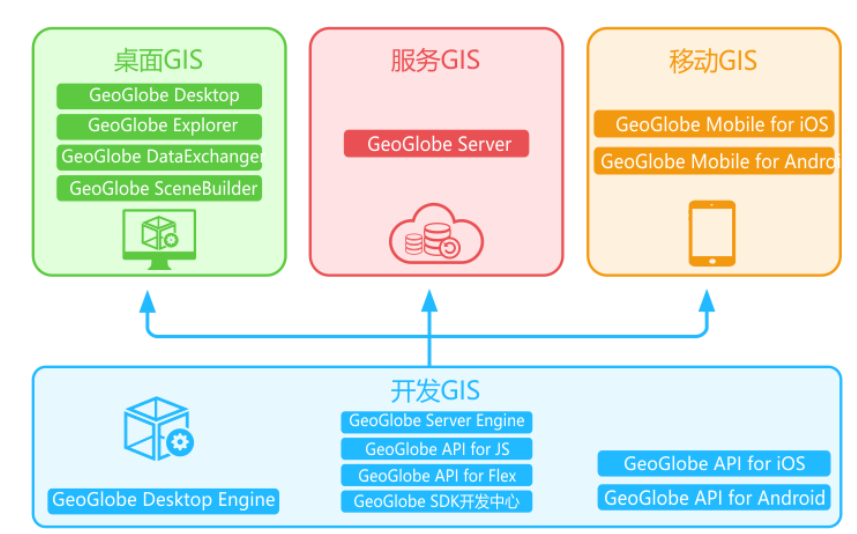 桌面GIS
GeoGlobe Desktop
GeoGlobe Explorer
GeoGlobe DataExchanger
GeoGlobe SceneBuilder
服务GIS
GeoGlobe Server
移动GIS
GeoGlobe Mobile for iOS
GeoGlobe Mobile for Androi
开发GIS
GeoGlobe Desktop Engine
GeoGlobe Server Engine
GeoGlobe API for JS
GeoGlobe API for Flex
GeoGlobe SDK开发中心
GeoGlobe API for iOS
GeoGlobe API for Android